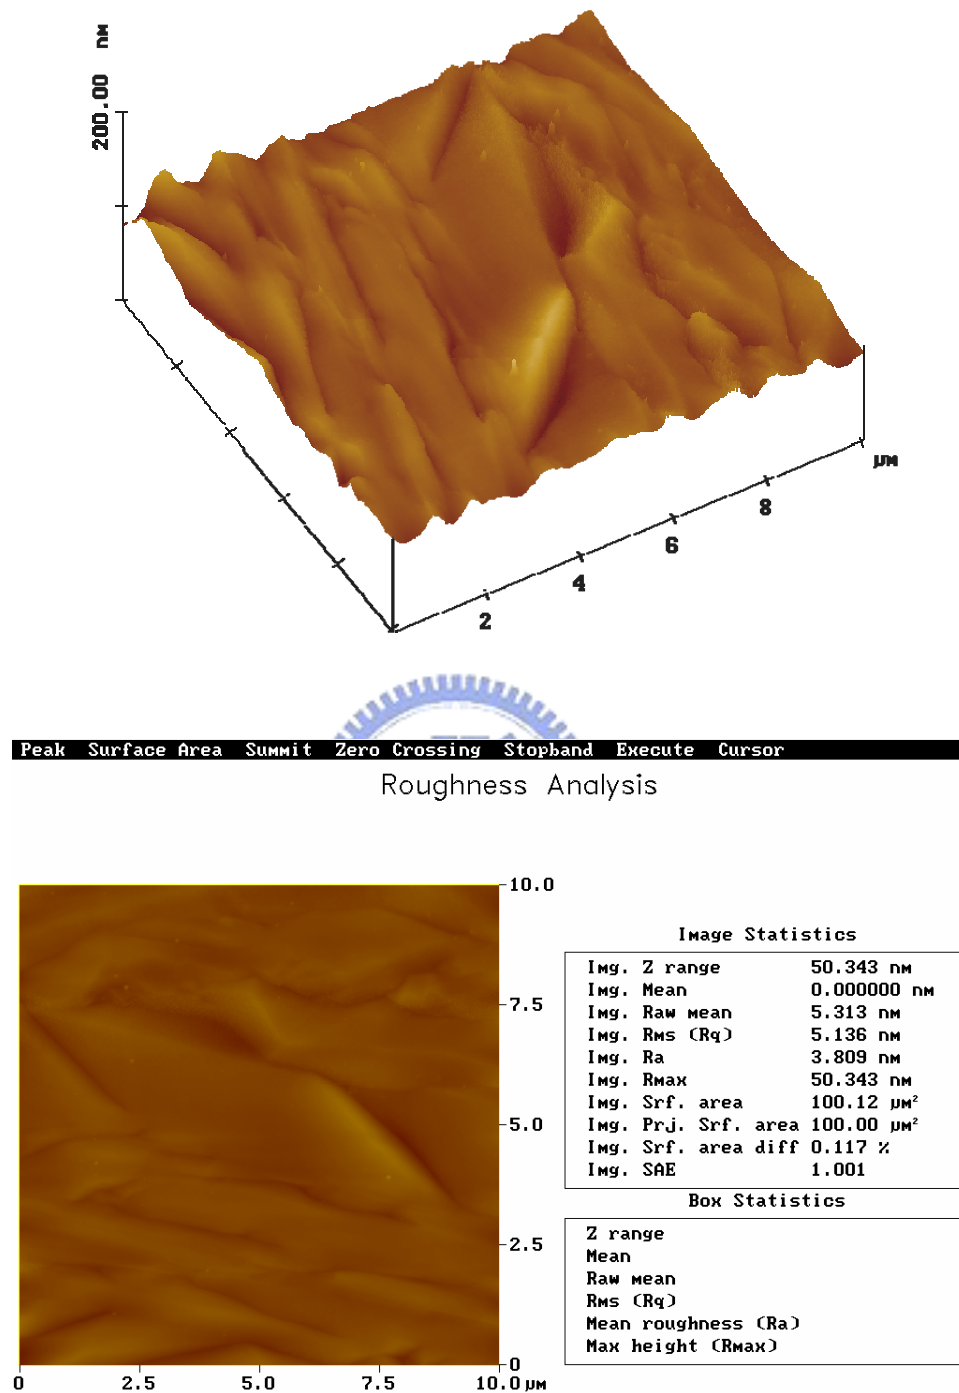 200.00 nM
µM
8
6
4
2
Peak Surface Area Summit Zero Crossing Stopband Execute Cursor
Roughness Analysis
10.0
7.5
5.0
2.5
0
0 2.5 5.0 7.5 10.0 µM
Image Statistics
Img. Z range 50.343 nM
Img. Mean 0.000000 nM
Img. Raw mean 5.313 nM
Img. Rms (Rq) 5.136 nM
Img. Ra 3.809 nM
Img. Rmax 50.343 nM
Img. Srf. area 100.12 µM²
Img. Prj. Srf. area 100.00 µM²
Img. Srf. area diff 0.117 %
Img. SAE 1.001
Box Statistics
Z range
Mean
Raw mean
Rms (Rq)
Mean roughness (Ra)
Max height (Rmax)